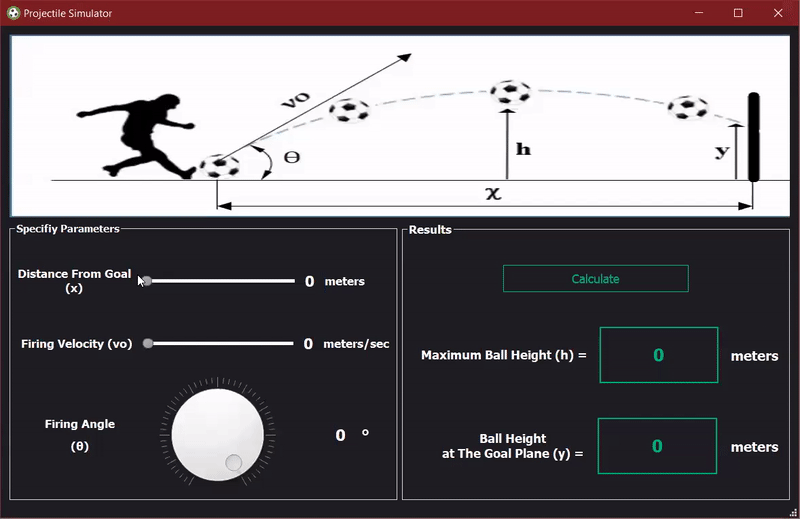 Projectile Simulator
vo
θ
h
y
x
Specifiy Parameters
Distance From Goal
(x)
0 meters
Firing Velocity (vo)
0 meters/sec
Firing Angle
(θ)
0 °
Results
Calculate
Maximum Ball Height (h) =
0
meters
Ball Height
at The Goal Plane (y) =
0
meters